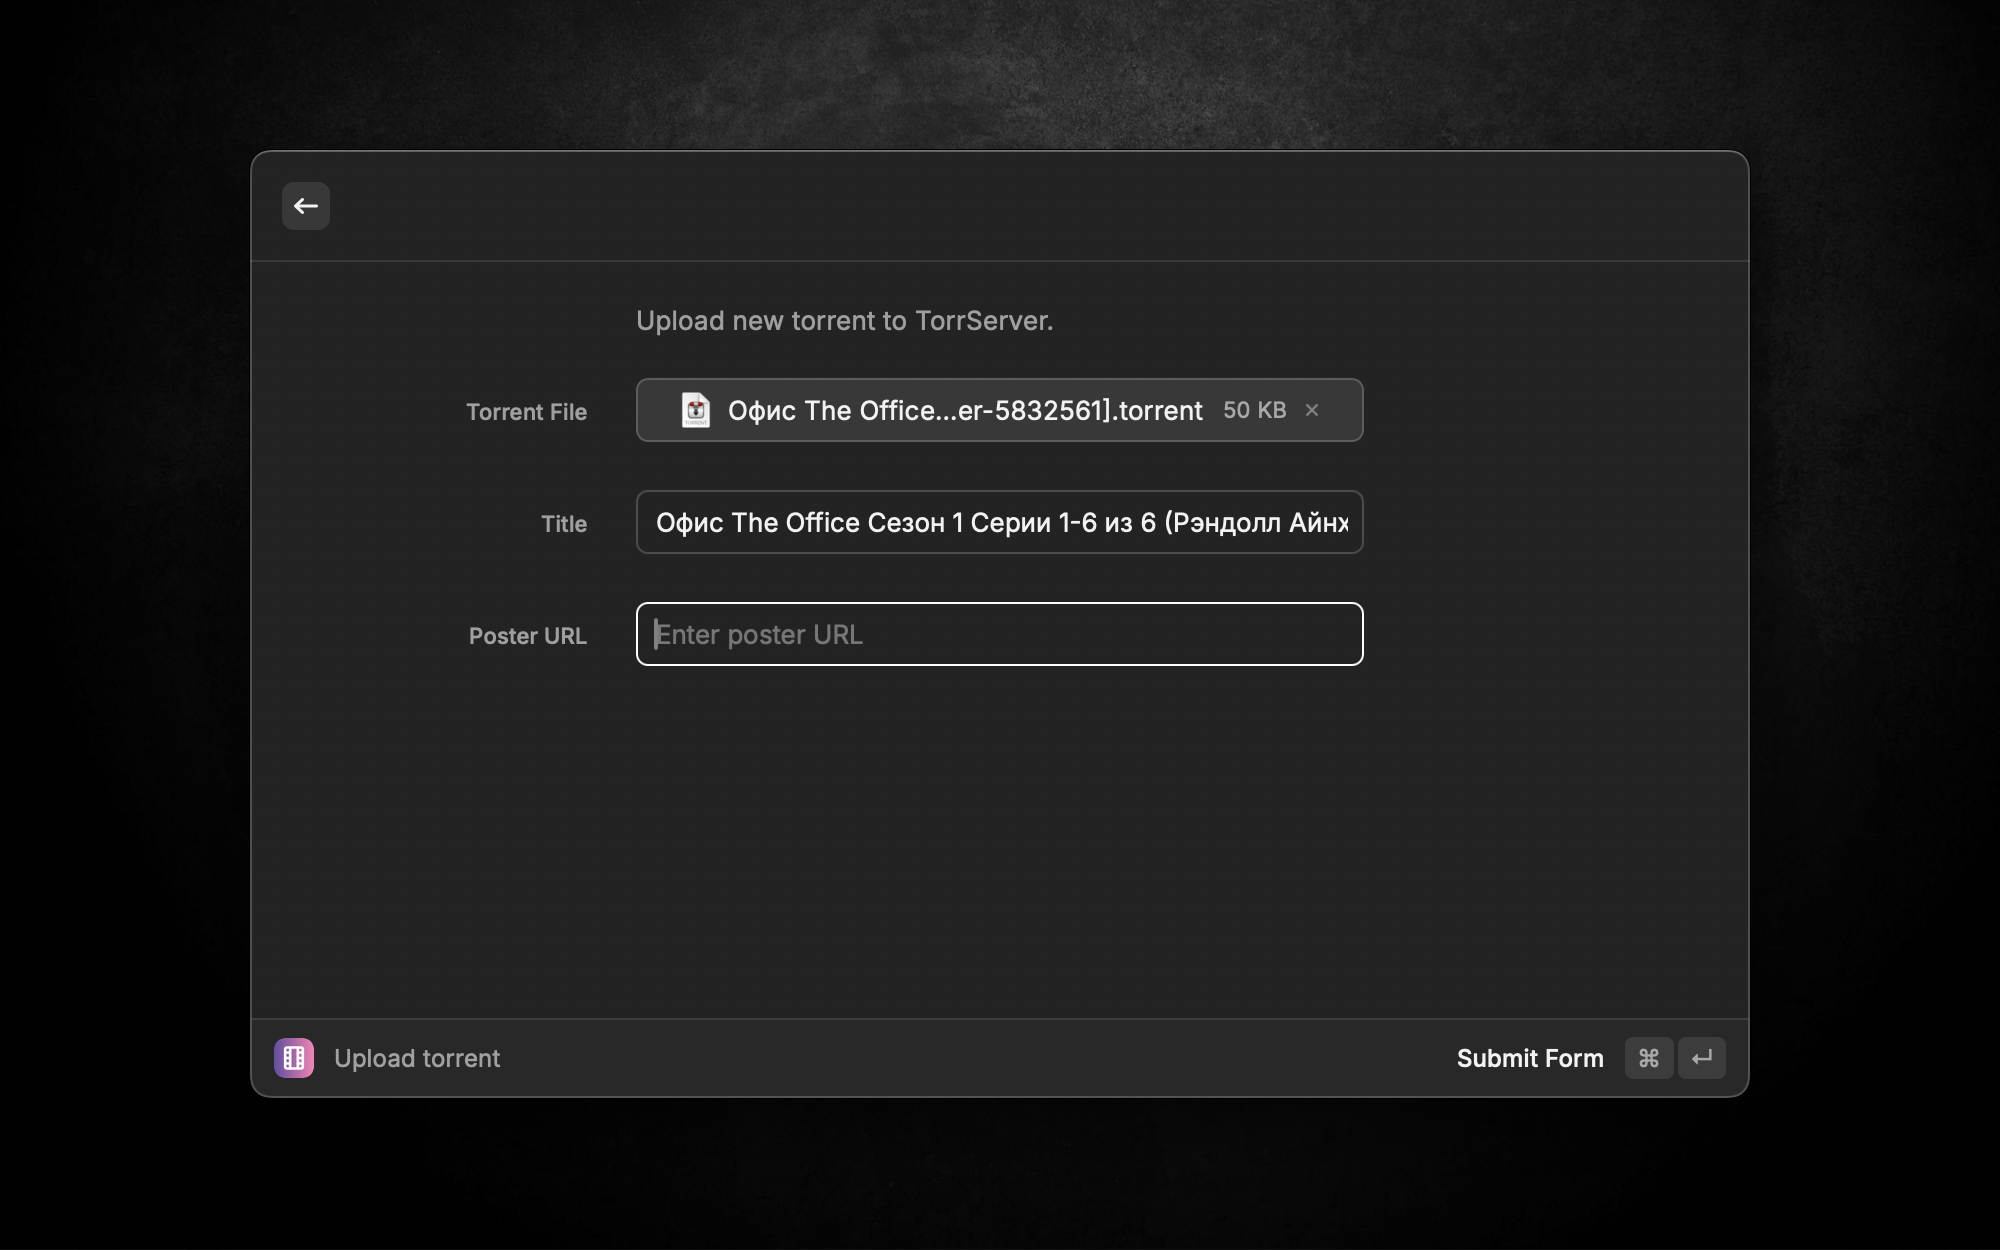 Upload new torrent to TorrServer.
Torrent File
Офис The Office...er-5832561].torrent 50 KB ×
Title
Офис The Office Сезон 1 Серии 1-6 из 6 (Рэндолл Айнх
Poster URL
Enter poster URL
Upload torrent
Submit Form ⌘ ↵